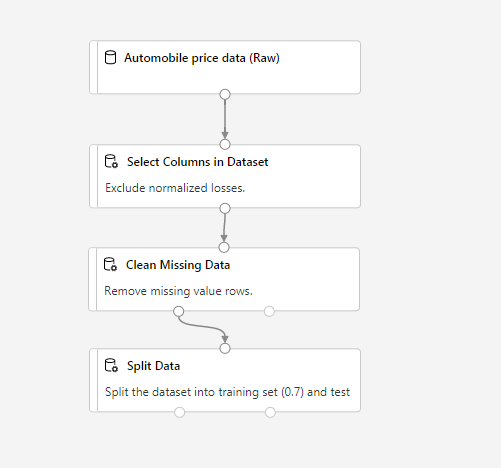 Automobile price data (Raw)
Select Columns in Dataset
Exclude normalized losses.
Clean Missing Data
Remove missing value rows.
Split Data
Split the dataset into training set (0.7) and test